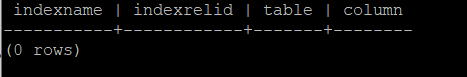 indexname | indexrelid | table | column
-----------+------------+-------+--------
(0 rows)